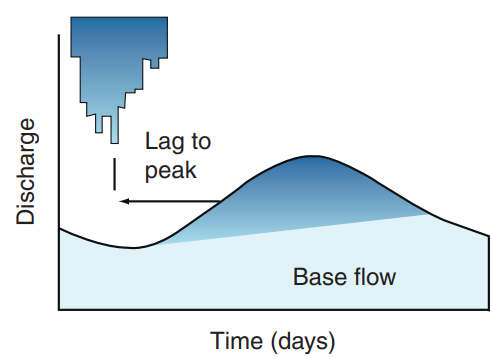 Lag to
peak
Discharge
Base flow
Time (days)